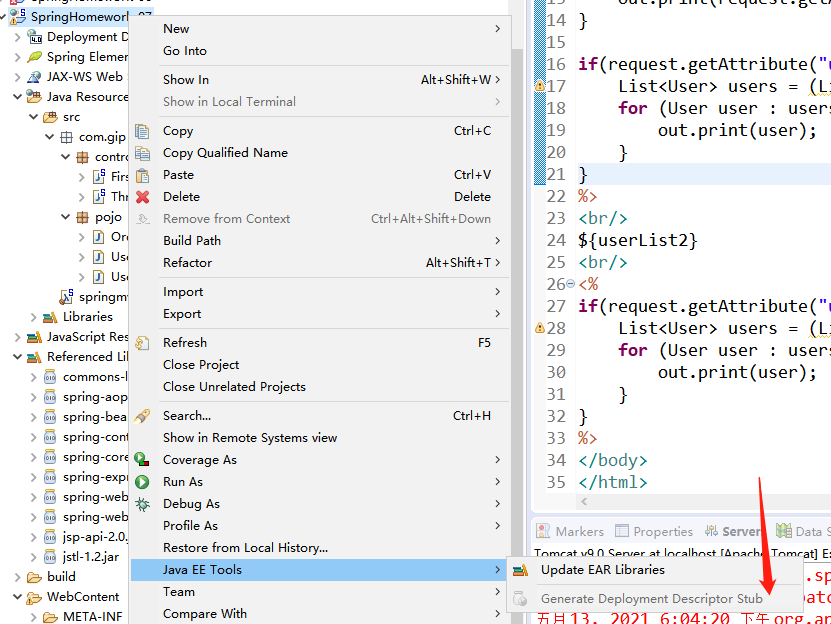 SpringHomework
Deployment D
Spring Elemen
JAX-WS Web
Java Resource
src
com.gip
contro
Firs
Thr
pojo
Ord
Use
Use
springm
Libraries
JavaScript Res
Referenced Lil
commons-l
spring-aop
spring-bea
spring-cont
spring-core
spring-expr
spring-web
spring-web
jsp-api-2.0.
jstl-1.2.jar
build
WebContent
META-INF
New
Go Into
Show In Alt+Shift+W
Show in Local Terminal
Copy Ctrl+C
Copy Qualified Name
Paste Ctrl+V
Delete Delete
Remove from Context Ctrl+Alt+Shift+Down
Build Path
Refactor Alt+Shift+T
Import
Export
Refresh F5
Close Project
Close Unrelated Projects
Search... Ctrl+H
Show in Remote Systems view
Coverage As
Run As
Debug As
Profile As
Restore from Local History...
Java EE Tools
Team
Compare With
Update EAR Libraries
Generate Deployment Descriptor Stub
14 }
15
16 if(request.getAttribute("u
17 List<User> users = (Li
18 for (User user : users
19 out.print(user);
20 }
21 }
22 %>
23 <br/>
24 ${userList2}
25 <br/>
26 <%
27 if(request.getAttribute("u
28 List<User> users = (Li
29 for (User user : users
30 out.print(user);
31 }
32 }
33 %>
34 </body>
35 </html>
Markers Properties Server Data S
Tomcat v9.0 Server at localhost [Apache Tomcat] E
.sp
patc
五月13, 2021 6:04:20 下午 org.ap